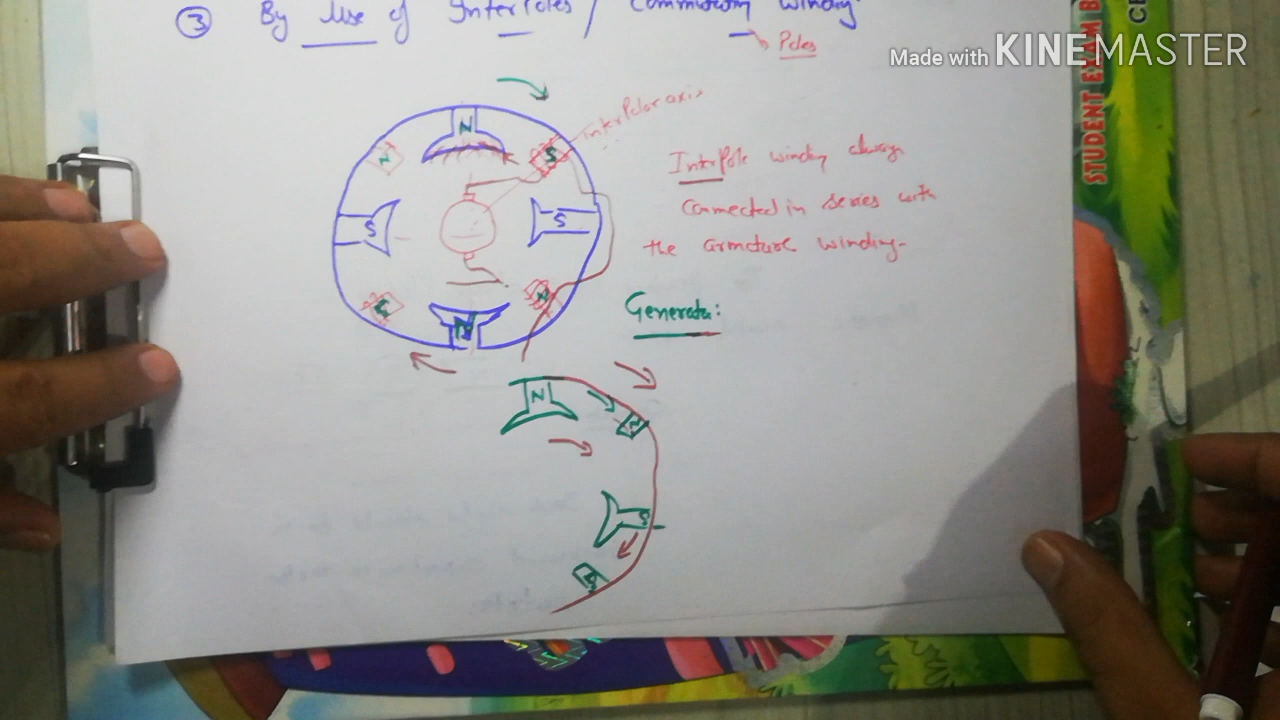 ③ By Use of Interpoles / Commutating winding
Poles
Made with KINEMASTER
STUDENT EXAM B
CE
N
interpolar axis
N
S
S
S
Interpole winding always
connected in series with
the armature winding-
S
N
N
Generator:
N
N
S
S